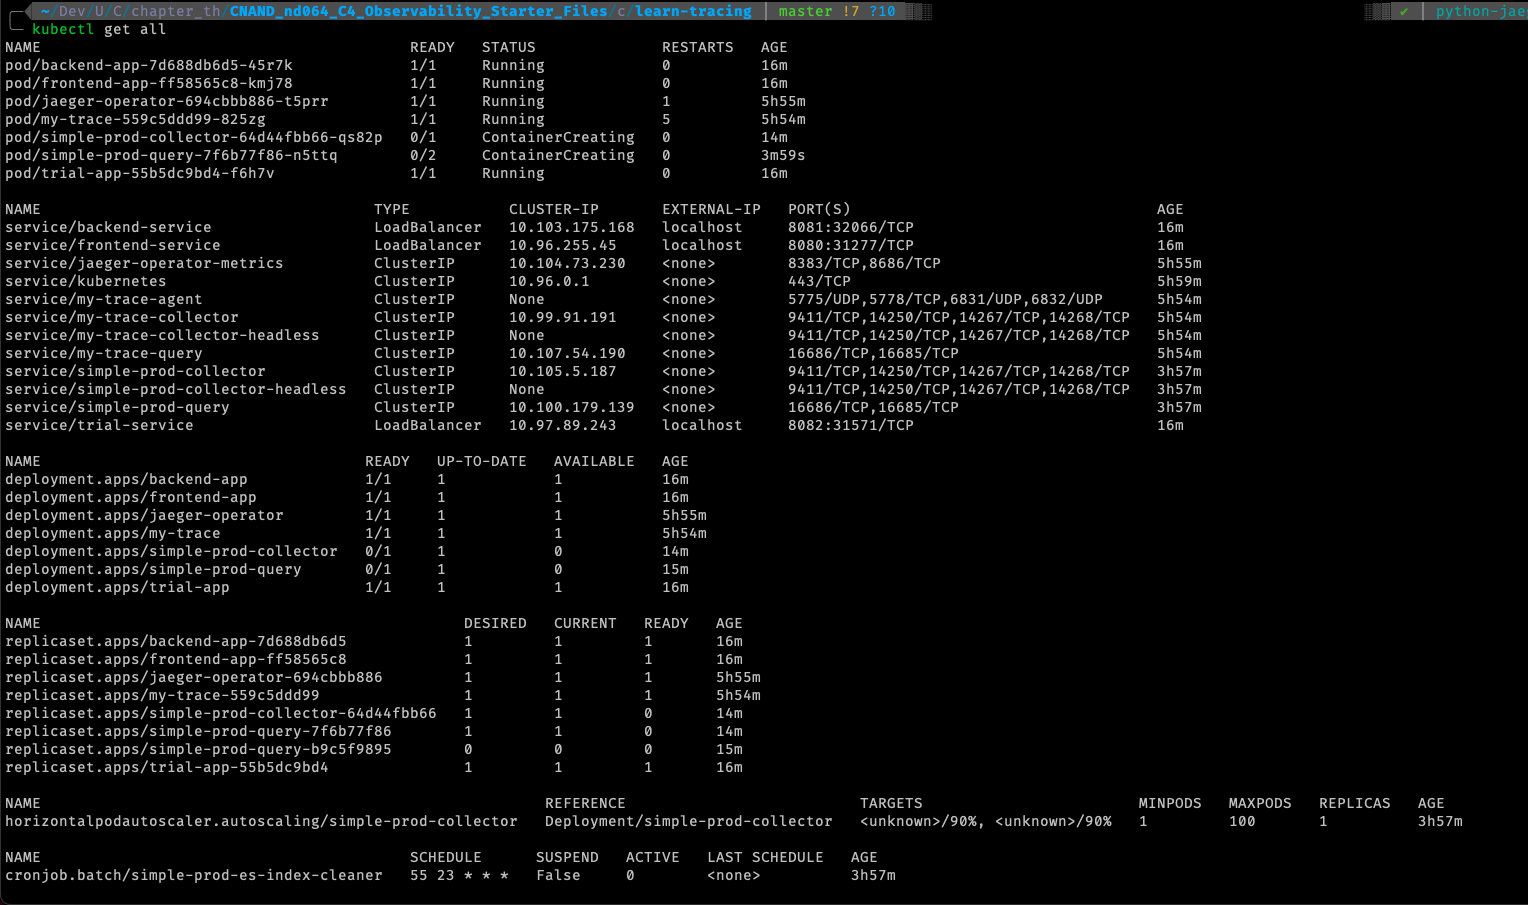 ~/Dev/U/C/chapter_th/CNAND_nd064_C4_Observability_Starter_Files/c/learn-tracing | master !7 ?10 ✔ | python-jae
kubectl get all
NAME READY STATUS RESTARTS AGE
pod/backend-app-7d688db6d5-45r7k 1/1 Running 0 16m
pod/frontend-app-ff58565c8-kmj78 1/1 Running 0 16m
pod/jaeger-operator-694cbbb886-t5prr 1/1 Running 1 5h55m
pod/my-trace-559c5ddd99-825zg 1/1 Running 5 5h54m
pod/simple-prod-collector-64d44fbb66-qs82p 0/1 ContainerCreating 0 14m
pod/simple-prod-query-7f6b77f86-n5ttq 0/2 ContainerCreating 0 3m59s
pod/trial-app-55b5dc9bd4-f6h7v 1/1 Running 0 16m
NAME TYPE CLUSTER-IP EXTERNAL-IP PORT(S) AGE
service/backend-service LoadBalancer 10.103.175.168 localhost 8081:32066/TCP 16m
service/frontend-service LoadBalancer 10.96.255.45 localhost 8080:31277/TCP 16m
service/jaeger-operator-metrics ClusterIP 10.104.73.230 <none> 8383/TCP,8686/TCP 5h55m
service/kubernetes ClusterIP 10.96.0.1 <none> 443/TCP 5h59m
service/my-trace-agent ClusterIP None <none> 5775/UDP,5778/TCP,6831/UDP,6832/UDP 5h54m
service/my-trace-collector ClusterIP 10.99.91.191 <none> 9411/TCP,14250/TCP,14267/TCP,14268/TCP 5h54m
service/my-trace-collector-headless ClusterIP None <none> 9411/TCP,14250/TCP,14267/TCP,14268/TCP 5h54m
service/my-trace-query ClusterIP 10.107.54.190 <none> 16686/TCP,16685/TCP 5h54m
service/simple-prod-collector ClusterIP 10.105.5.187 <none> 9411/TCP,14250/TCP,14267/TCP,14268/TCP 3h57m
service/simple-prod-collector-headless ClusterIP None <none> 9411/TCP,14250/TCP,14267/TCP,14268/TCP 3h57m
service/simple-prod-query ClusterIP 10.100.179.139 <none> 16686/TCP,16685/TCP 3h57m
service/trial-service LoadBalancer 10.97.89.243 localhost 8082:31571/TCP 16m
NAME READY UP-TO-DATE AVAILABLE AGE
deployment.apps/backend-app 1/1 1 1 16m
deployment.apps/frontend-app 1/1 1 1 16m
deployment.apps/jaeger-operator 1/1 1 1 5h55m
deployment.apps/my-trace 1/1 1 1 5h54m
deployment.apps/simple-prod-collector 0/1 1 0 14m
deployment.apps/simple-prod-query 0/1 1 0 15m
deployment.apps/trial-app 1/1 1 1 16m
NAME DESIRED CURRENT READY AGE
replicaset.apps/backend-app-7d688db6d5 1 1 1 16m
replicaset.apps/frontend-app-ff58565c8 1 1 1 16m
replicaset.apps/jaeger-operator-694cbbb886 1 1 1 5h55m
replicaset.apps/my-trace-559c5ddd99 1 1 1 5h54m
replicaset.apps/simple-prod-collector-64d44fbb66 1 1 0 14m
replicaset.apps/simple-prod-query-7f6b77f86 1 1 0 14m
replicaset.apps/simple-prod-query-b9c5f9895 0 0 0 15m
replicaset.apps/trial-app-55b5dc9bd4 1 1 1 16m
NAME REFERENCE TARGETS MINPODS MAXPODS REPLICAS AGE
horizontalpodautoscaler.autoscaling/simple-prod-collector Deployment/simple-prod-collector <unknown>/90%, <unknown>/90% 1 100 1 3h57m
NAME SCHEDULE SUSPEND ACTIVE LAST SCHEDULE AGE
cronjob.batch/simple-prod-es-index-cleaner 55 23 * * * False 0 <none> 3h57m